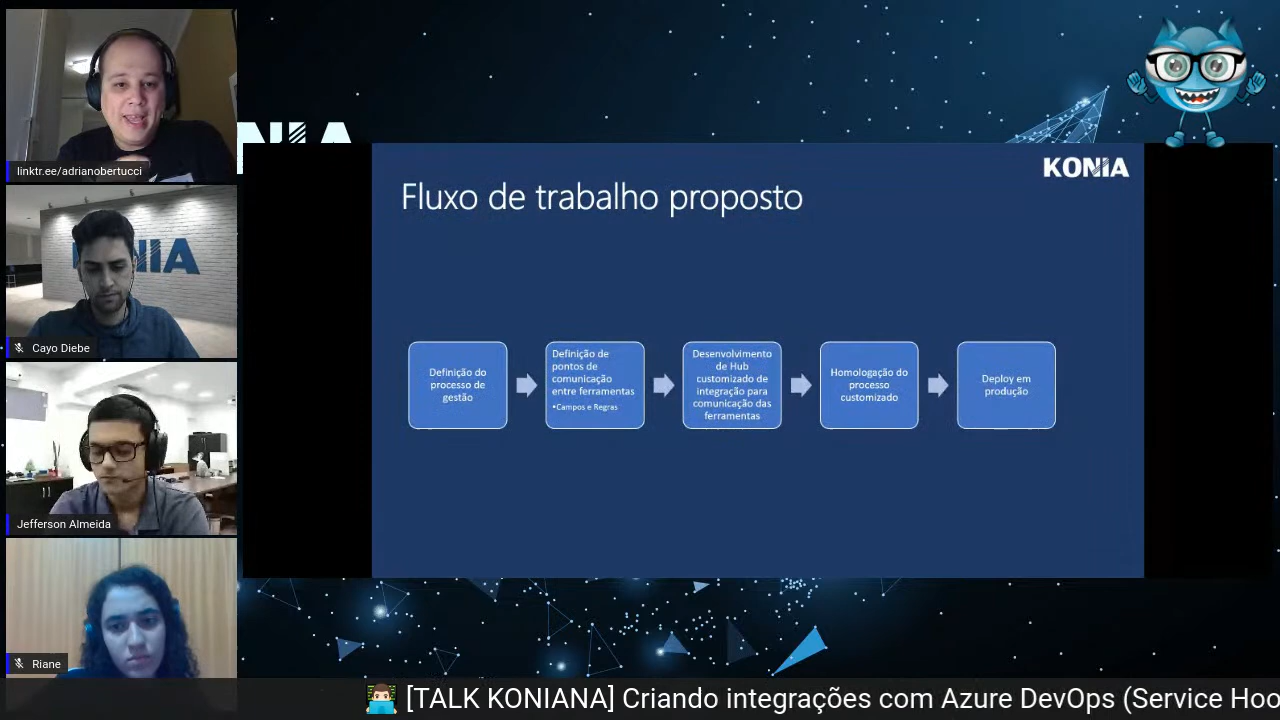 linktr.ee/adrianobertucci
KONIA
Cayo Diebe
Jefferson Almeida
Riane
NIA
KONIA
Fluxo de trabalho proposto
Definição do
processo de
gestão
Definição de
pontos de
comunicação
entre ferramentas
•Campos e Regras
Desenvolvimento
de Hub
customizado de
integração para
comunicação das
ferramentas
Homologação do
processo
customizado
Deploy em
produção
[TALK KONIANA] Criando integrações com Azure DevOps (Service Hoo